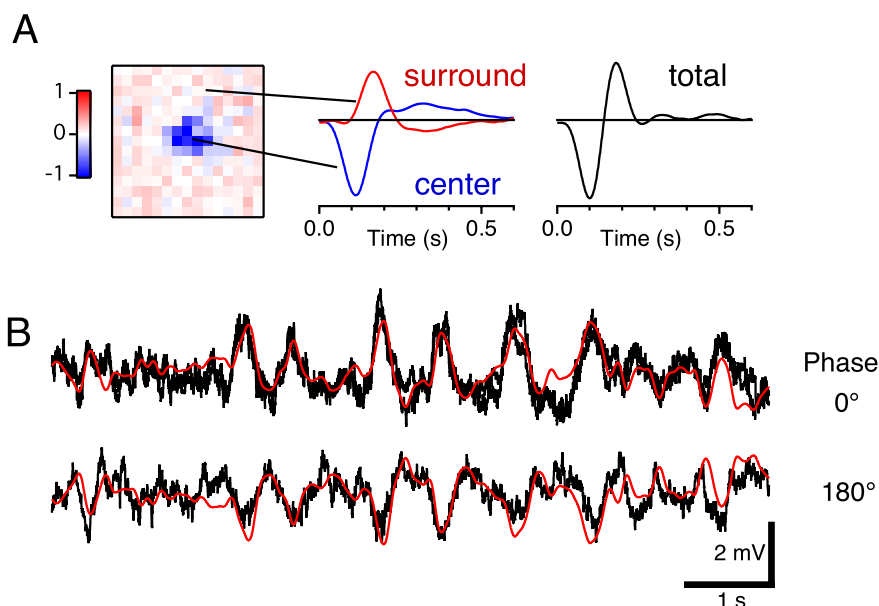 A
1
0
-1
surround
center
0.0
0.5
Time (s)
total
0.0
0.5
Time (s)
B
Phase
0°
180°
2 mV
1 s